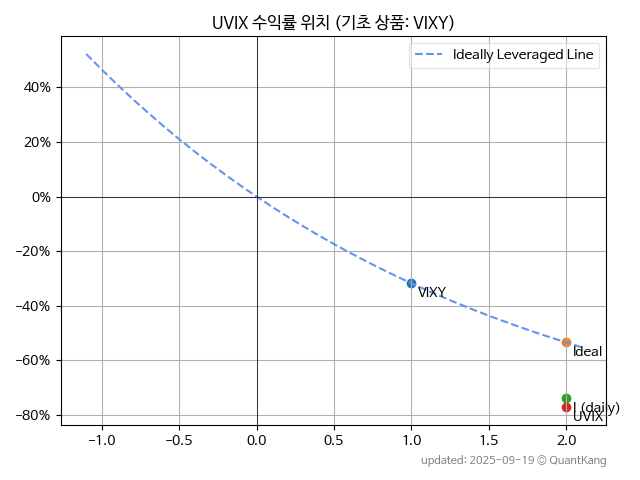 UVIX 수익률 위치 (기초 상품: VIXY)
Ideally Leveraged Line
40%
20%
0%
−20%
−40%
−60%
−80%
VIXY
Ideal
(daily)
UVIX
−1.0
−0.5
0.0
0.5
1.0
1.5
2.0
updated: 2025-09-19 © QuantKang